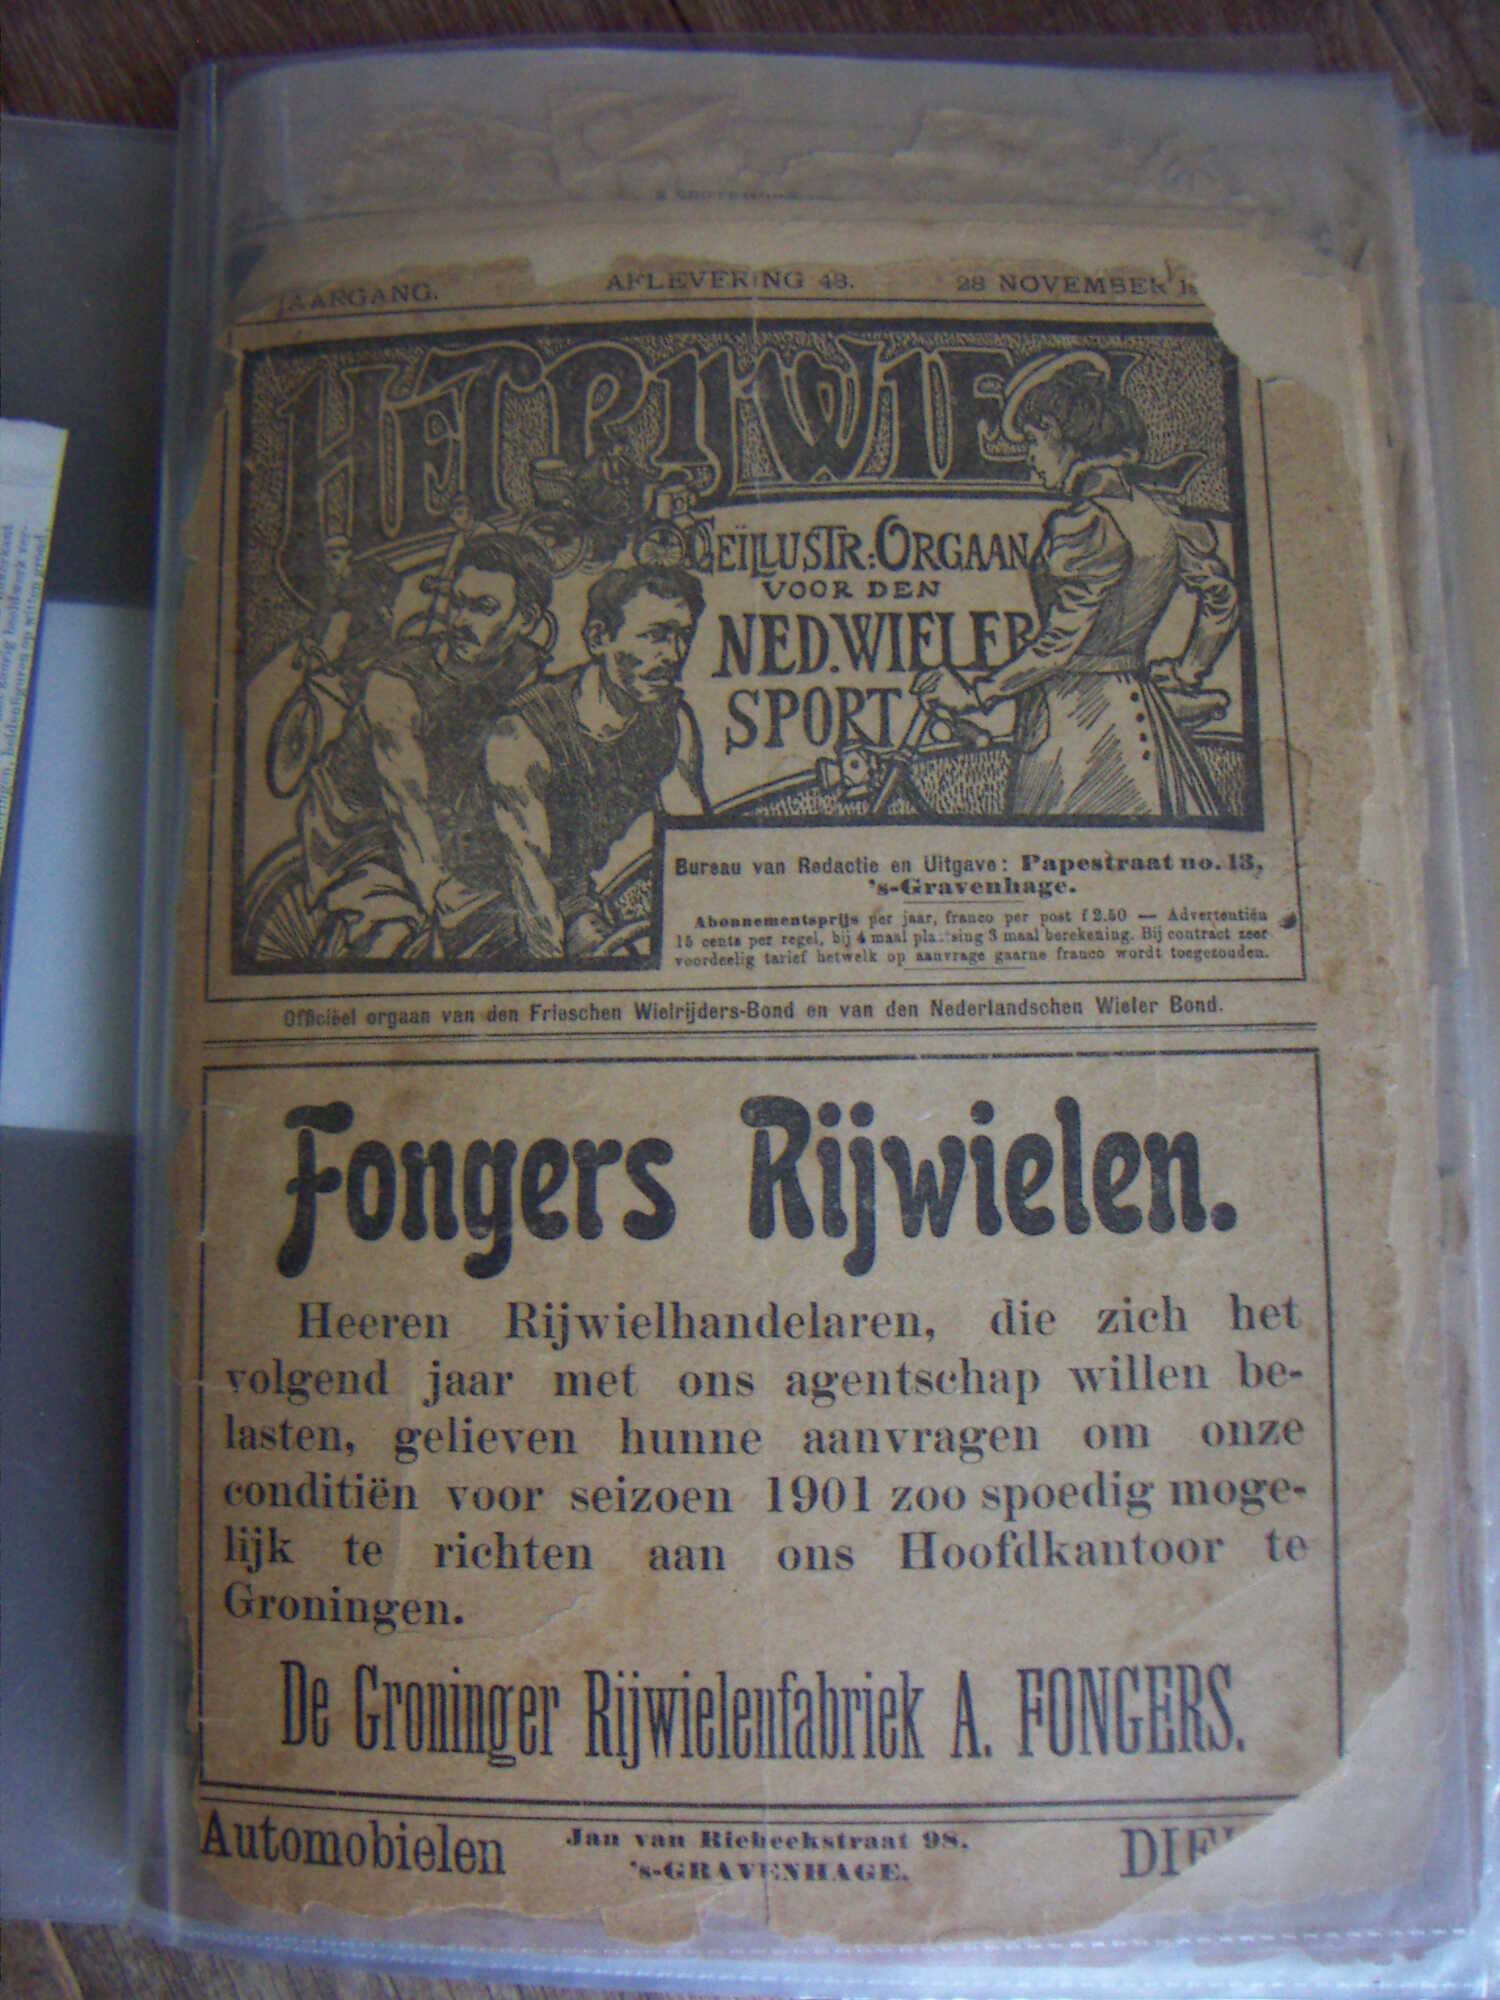 JAARGANG. AFLEVERING 48. 28 NOVEMBER
HET RIJWIE
GEÏLLUSTR: ORGAAN
VOOR DEN
NED. WIELER
SPORT
Bureau van Redactie en Uitgave: Papestraat no. 13,
's-Gravenhage.
Abonnementsprijs per jaar, franco per post f 2.50 — Advertentiën
15 cents per regel, bij 4 maal plaatsing 3 maal berekening. Bij contract zeer
voordeelig tarief hetwelk op aanvrage gaarne franco wordt toegezonden.
Officiëel orgaan van den Frieschen Wielrijders-Bond en van den Nederlandschen Wieler Bond.
Fongers Rijwielen.
Heeren Rijwielhandelaren, die zich het
volgend jaar met ons agentschap willen be-
lasten, gelieven hunne aanvragen om onze
conditiën voor seizoen 1901 zoo spoedig moge-
lijk te richten aan ons Hoofdkantoor te
Groningen.
De Groninger Rijwielenfabriek A. FONGERS.
Automobielen Jan van Riebeekstraat 98. DIE
's-GRAVENHAGE.